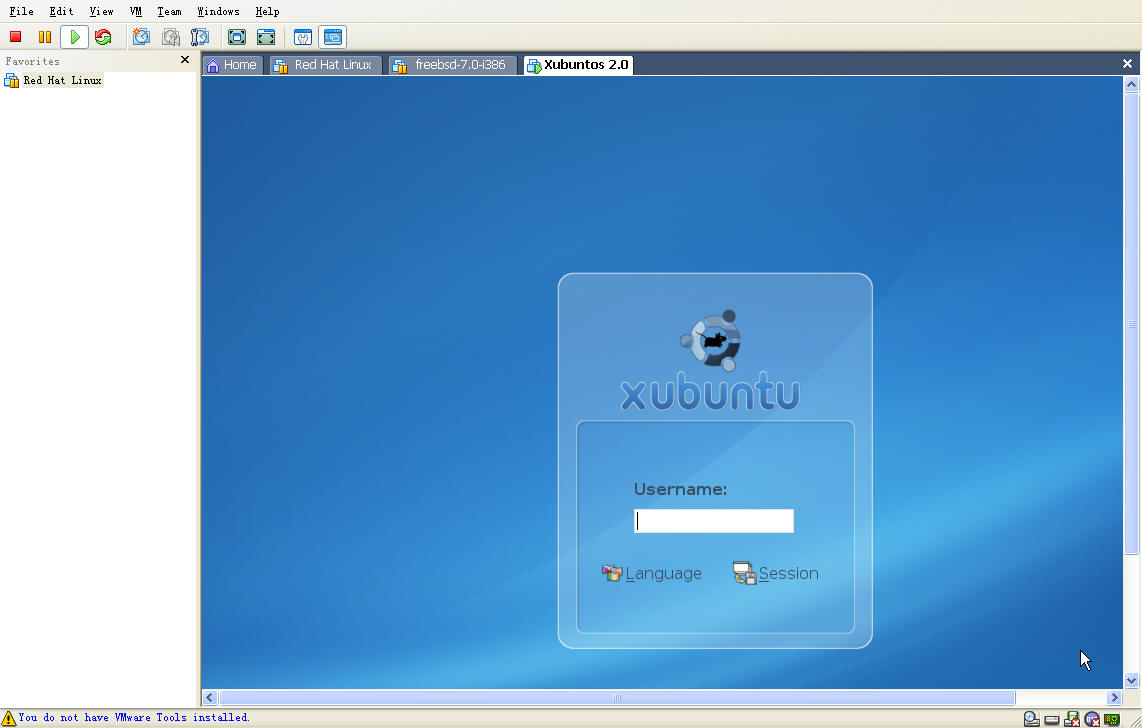 File Edit View VM Team Windows Help
Favorites
Red Hat Linux
Home Red Hat Linux freebsd-7.0-i386 Xubuntos 2.0
xubuntu
Username:
Language Session
You do not have VMware Tools installed.